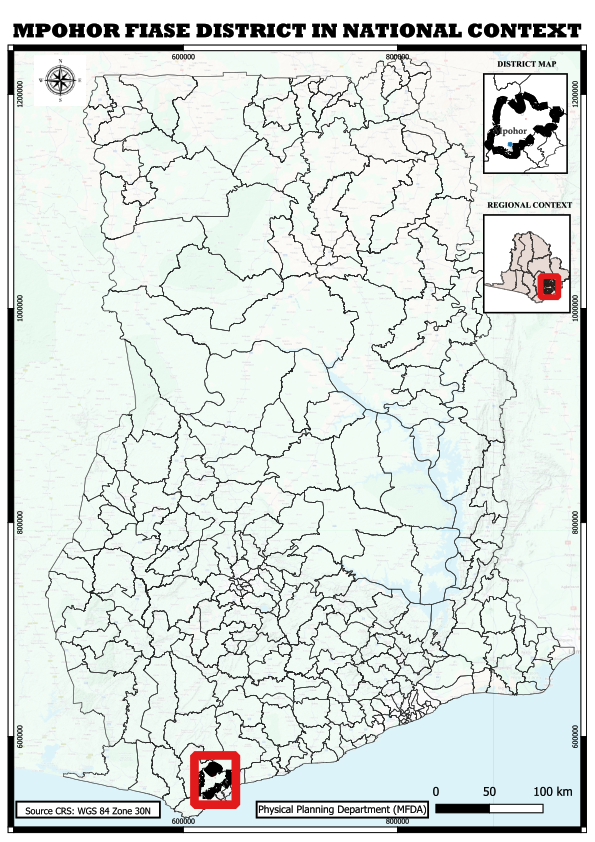 MPOHOR FIASE DISTRICT IN NATIONAL CONTEXT
600000
800000
N
S
1200000
1200000
DISTRICT MAP
Mpohor
REGIONAL CONTEXT
1000000
1000000
800000
800000
600000
600000
0 50 100 km
Source CRS: WGS 84 Zone 30N
Physical Planning Department (MFDA)
600000
800000